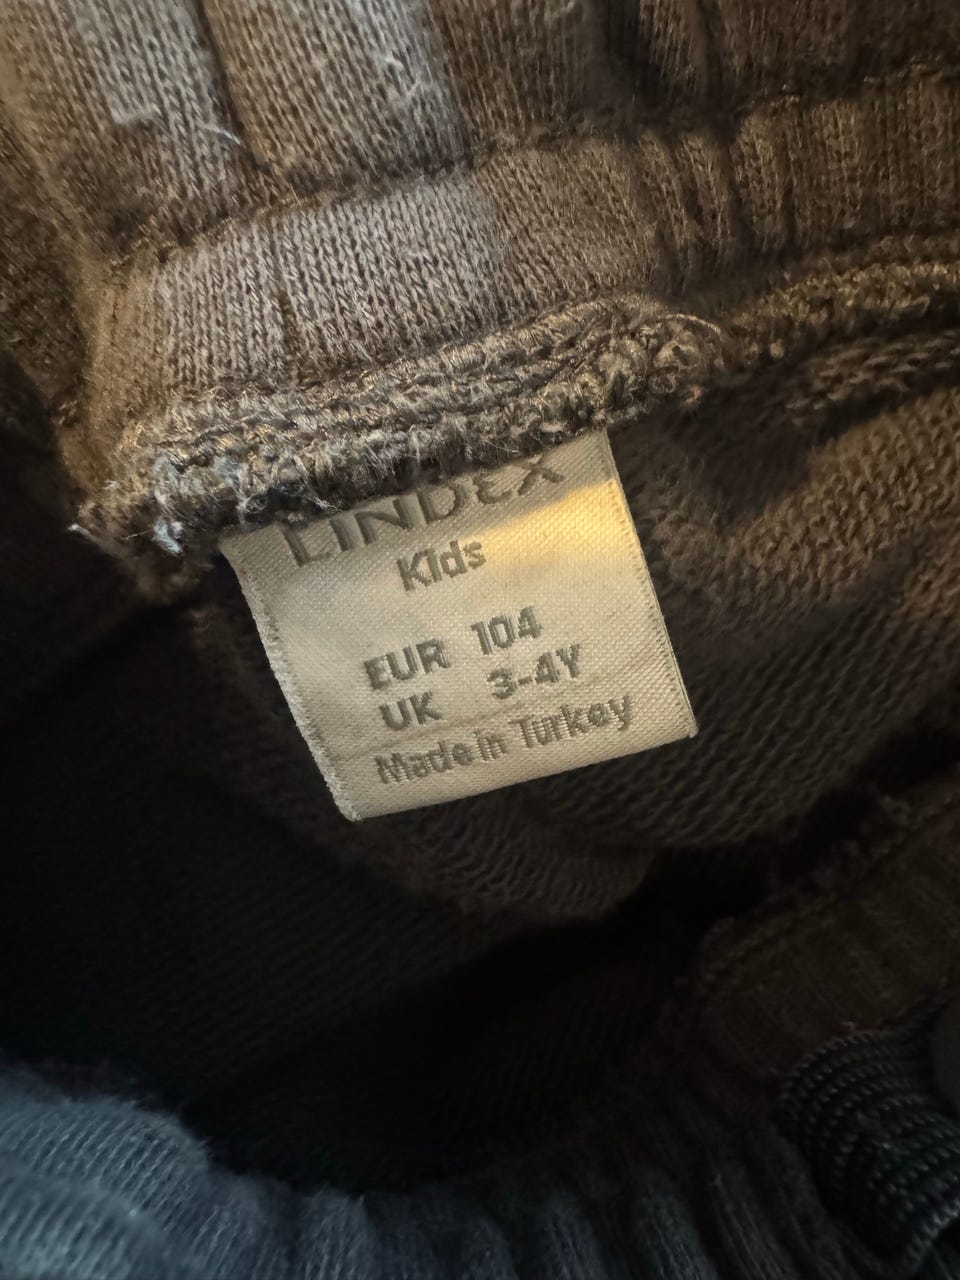 LINDEX
Kids
EUR 104
UK 3-4Y
Made in Turkey